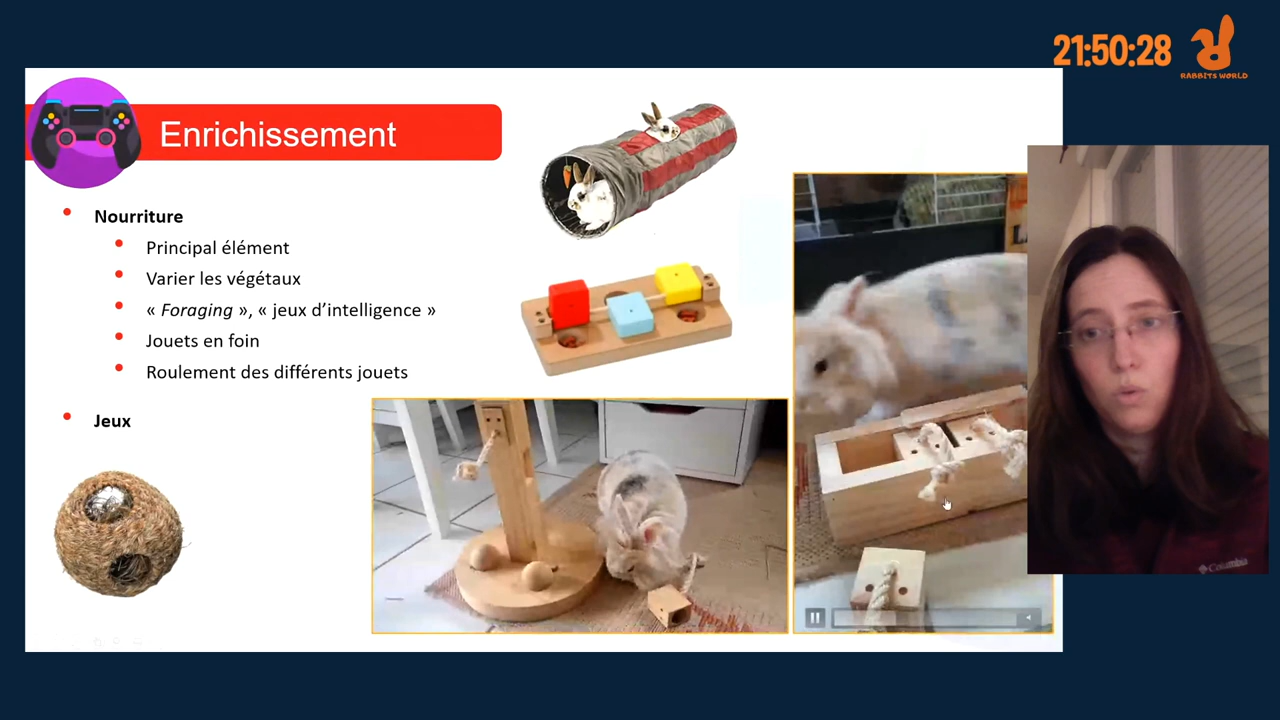 21:50:28
RABBITS WORLD
Enrichissement
Nourriture
Principal élément
Varier les végétaux
« Foraging », « jeux d’intelligence »
Jouets en foin
Roulement des différents jouets
Jeux
Columbia